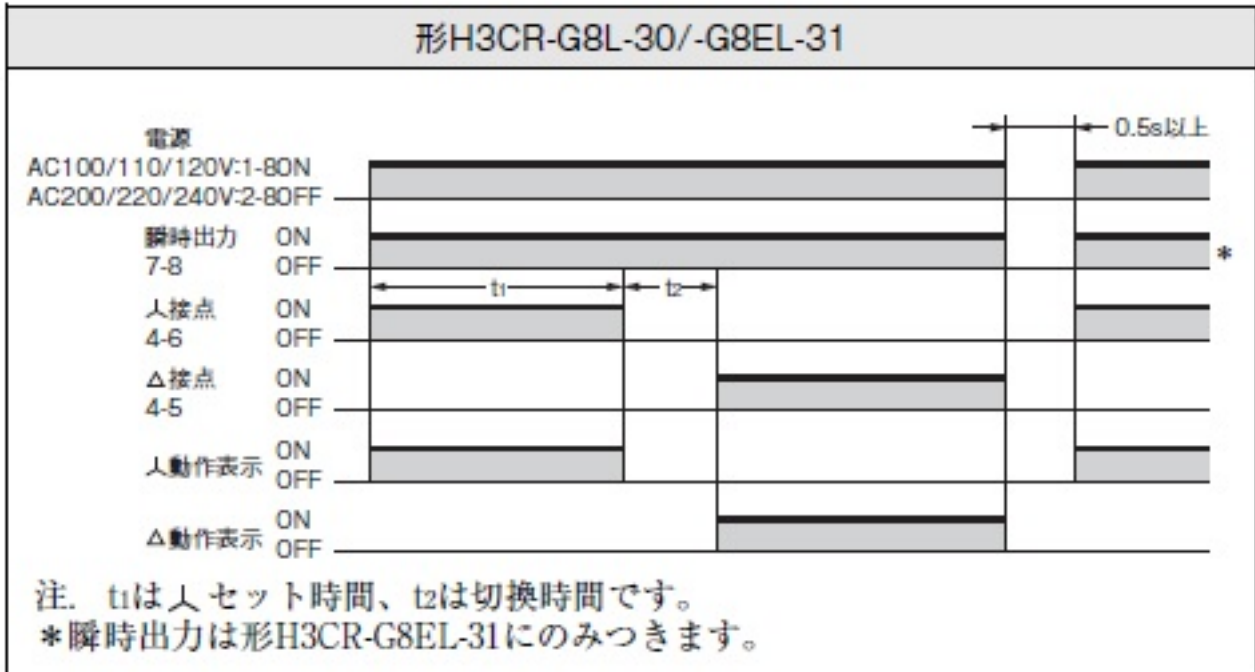 形H3CR-G8L-30/-G8EL-31
0.5s以上
電源
AC100/110/120V:1-8ON
AC200/220/240V:2-8OFF
瞬時出力 ON
7-8 OFF
*
t1 t2
人接点 ON
4-6 OFF
△接点 ON
4-5 OFF
人動作表示 ON
OFF
△動作表示 ON
OFF
注. t1は人セット時間、t2は切換時間です。
*瞬時出力は形H3CR-G8EL-31にのみつきます。